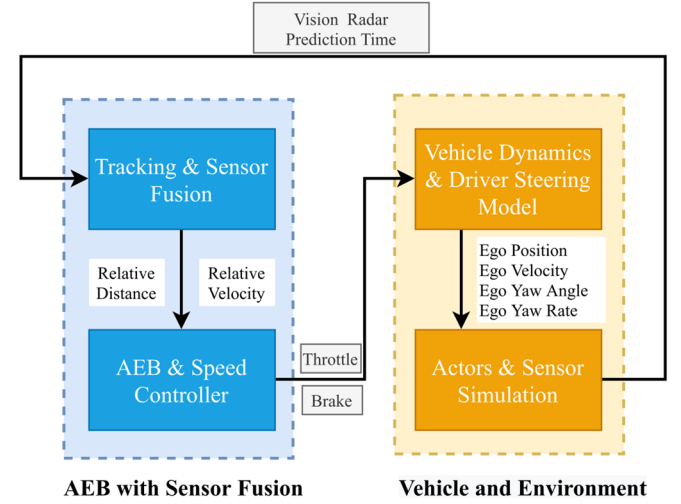 Vision Radar
Prediction Time
Tracking & Sensor
Fusion
Relative
Distance
Relative
Velocity
AEB & Speed
Controller
Throttle
Brake
Vehicle Dynamics
& Driver Steering
Model
Ego Position
Ego Velocity
Ego Yaw Angle
Ego Yaw Rate
Actors & Sensor
Simulation
AEB with Sensor Fusion
Vehicle and Environment